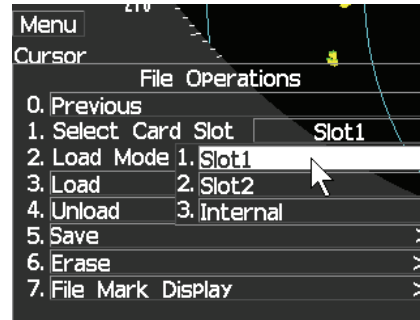 270
Menu
Cursor
File Operations
0. Previous
1. Select Card Slot Slot1
2. Load Mode 1. Slot1
3. Load 2. Slot2
4. Unload 3. Internal
5. Save >
6. Erase >
7. File Mark Display >